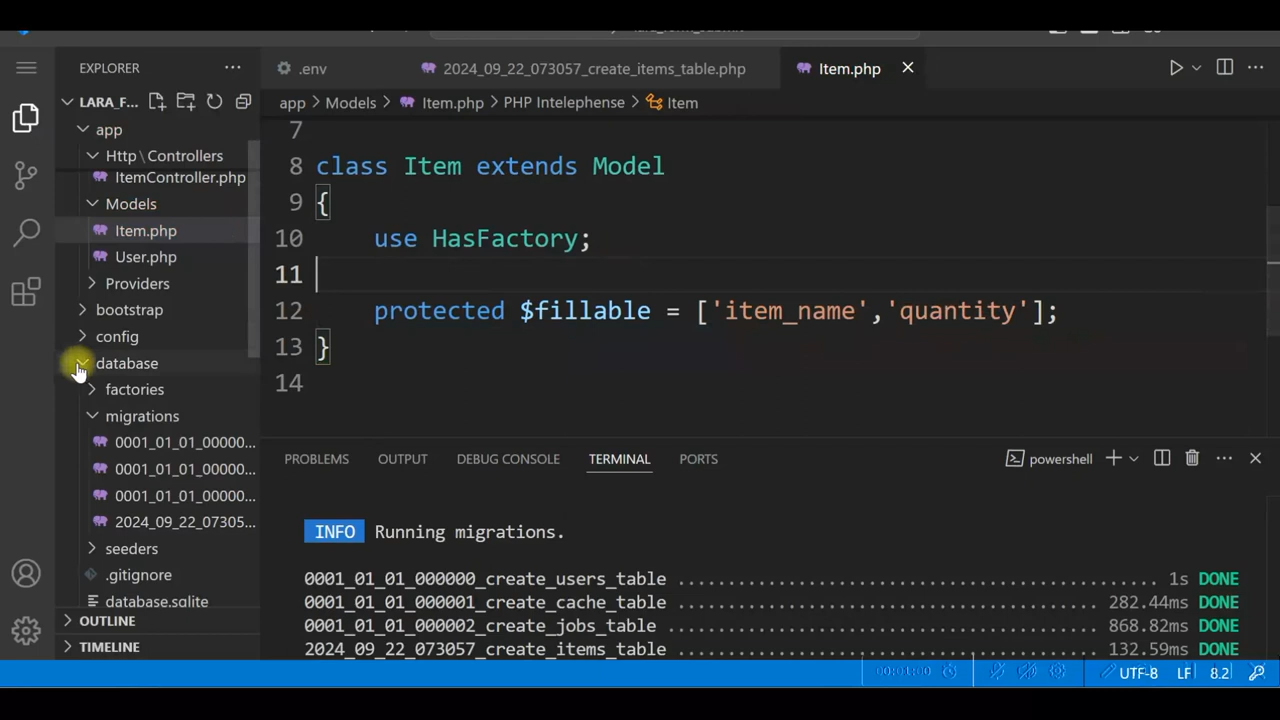 EXPLORER
.env
2024_09_22_073057_create_items_table.php
Item.php
LARA_F...
app > Models > Item.php > PHP Intelephense > Item
app
Http\Controllers
ItemController.php
Models
Item.php
User.php
Providers
bootstrap
config
database
factories
migrations
0001_01_01_00000...
0001_01_01_00000...
0001_01_01_00000...
2024_09_22_07305...
seeders
.gitignore
database.sqlite
OUTLINE
TIMELINE
7
8 class Item extends Model
9 {
10 use HasFactory;
11
12 protected $fillable = ['item_name','quantity'];
13 }
14
PROBLEMS OUTPUT DEBUG CONSOLE TERMINAL PORTS
powershell
INFO Running migrations.
0001_01_01_000000_create_users_table ........................................ 1s DONE
0001_01_01_000001_create_cache_table .................................... 282.44ms DONE
0001_01_01_000002_create_jobs_table ..................................... 868.82ms DONE
2024_09_22_073057_create_items_table .................................... 132.59ms DONE
00:04:00
UTF-8 LF 8.2